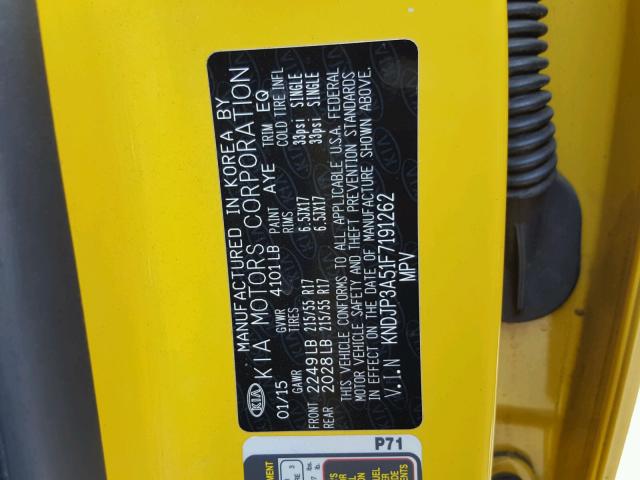 MANUFACTURED IN KOREA BY
KIA KIA MOTORS CORPORATION
01/15 GVWR 4101LB PAINT AYE TRIM EQ
GAWR TIRES RIMS COLD TIRE INFL
FRONT 2249LB 215/55 R17 6.5JX17 33psi SINGLE
REAR 2028LB 215/55 R17 6.5JX17 33psi SINGLE
THIS VEHICLE CONFORMS TO ALL APPLICABLE U.S.A. FEDERAL
MOTOR VEHICLE SAFETY AND THEFT PREVENTION STANDARDS
IN EFFECT ON THE DATE OF MANUFACTURE SHOWN ABOVE.
V.I.N KNDJP3A51F7191262
MPV
P71